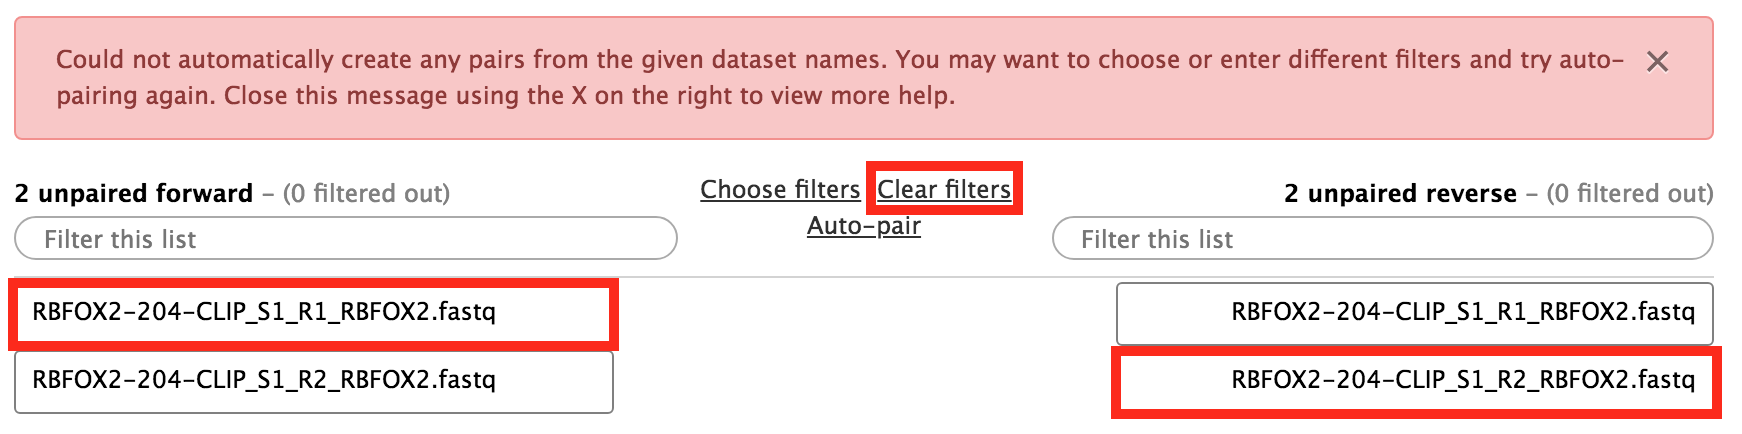 Could not automatically create any pairs from the given dataset names. You may want to choose or enter different filters and try auto-
pairing again. Close this message using the X on the right to view more help.
2 unpaired forward – (0 filtered out)
Choose filters Clear filters
2 unpaired reverse – (0 filtered out)
Auto-pair
Filter this list
Filter this list
RBFOX2-204-CLIP_S1_R1_RBFOX2.fastq
RBFOX2-204-CLIP_S1_R1_RBFOX2.fastq
RBFOX2-204-CLIP_S1_R2_RBFOX2.fastq
RBFOX2-204-CLIP_S1_R2_RBFOX2.fastq